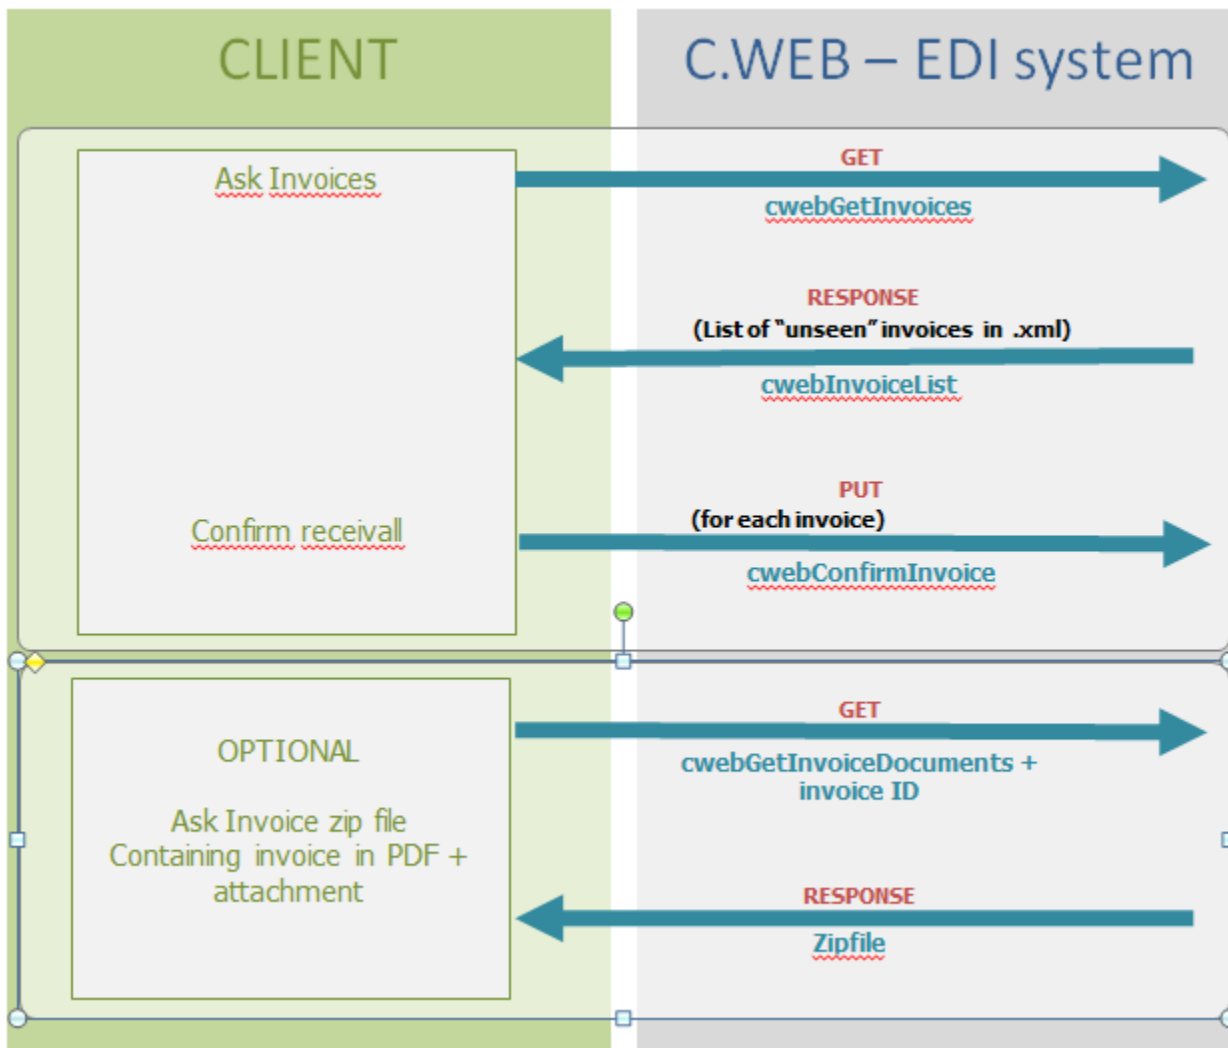 CLIENT
C.WEB – EDI system
Ask Invoices
GET
cwebGetInvoices
RESPONSE
(List of “unseen” invoices in .xml)
cwebInvoiceList
PUT
(for each invoice)
Confirm receivall
cwebConfirmInvoice
OPTIONAL
Ask Invoice zip file
Containing invoice in PDF +
attachment
GET
cwebGetInvoiceDocuments +
invoice ID
RESPONSE
Zipfile